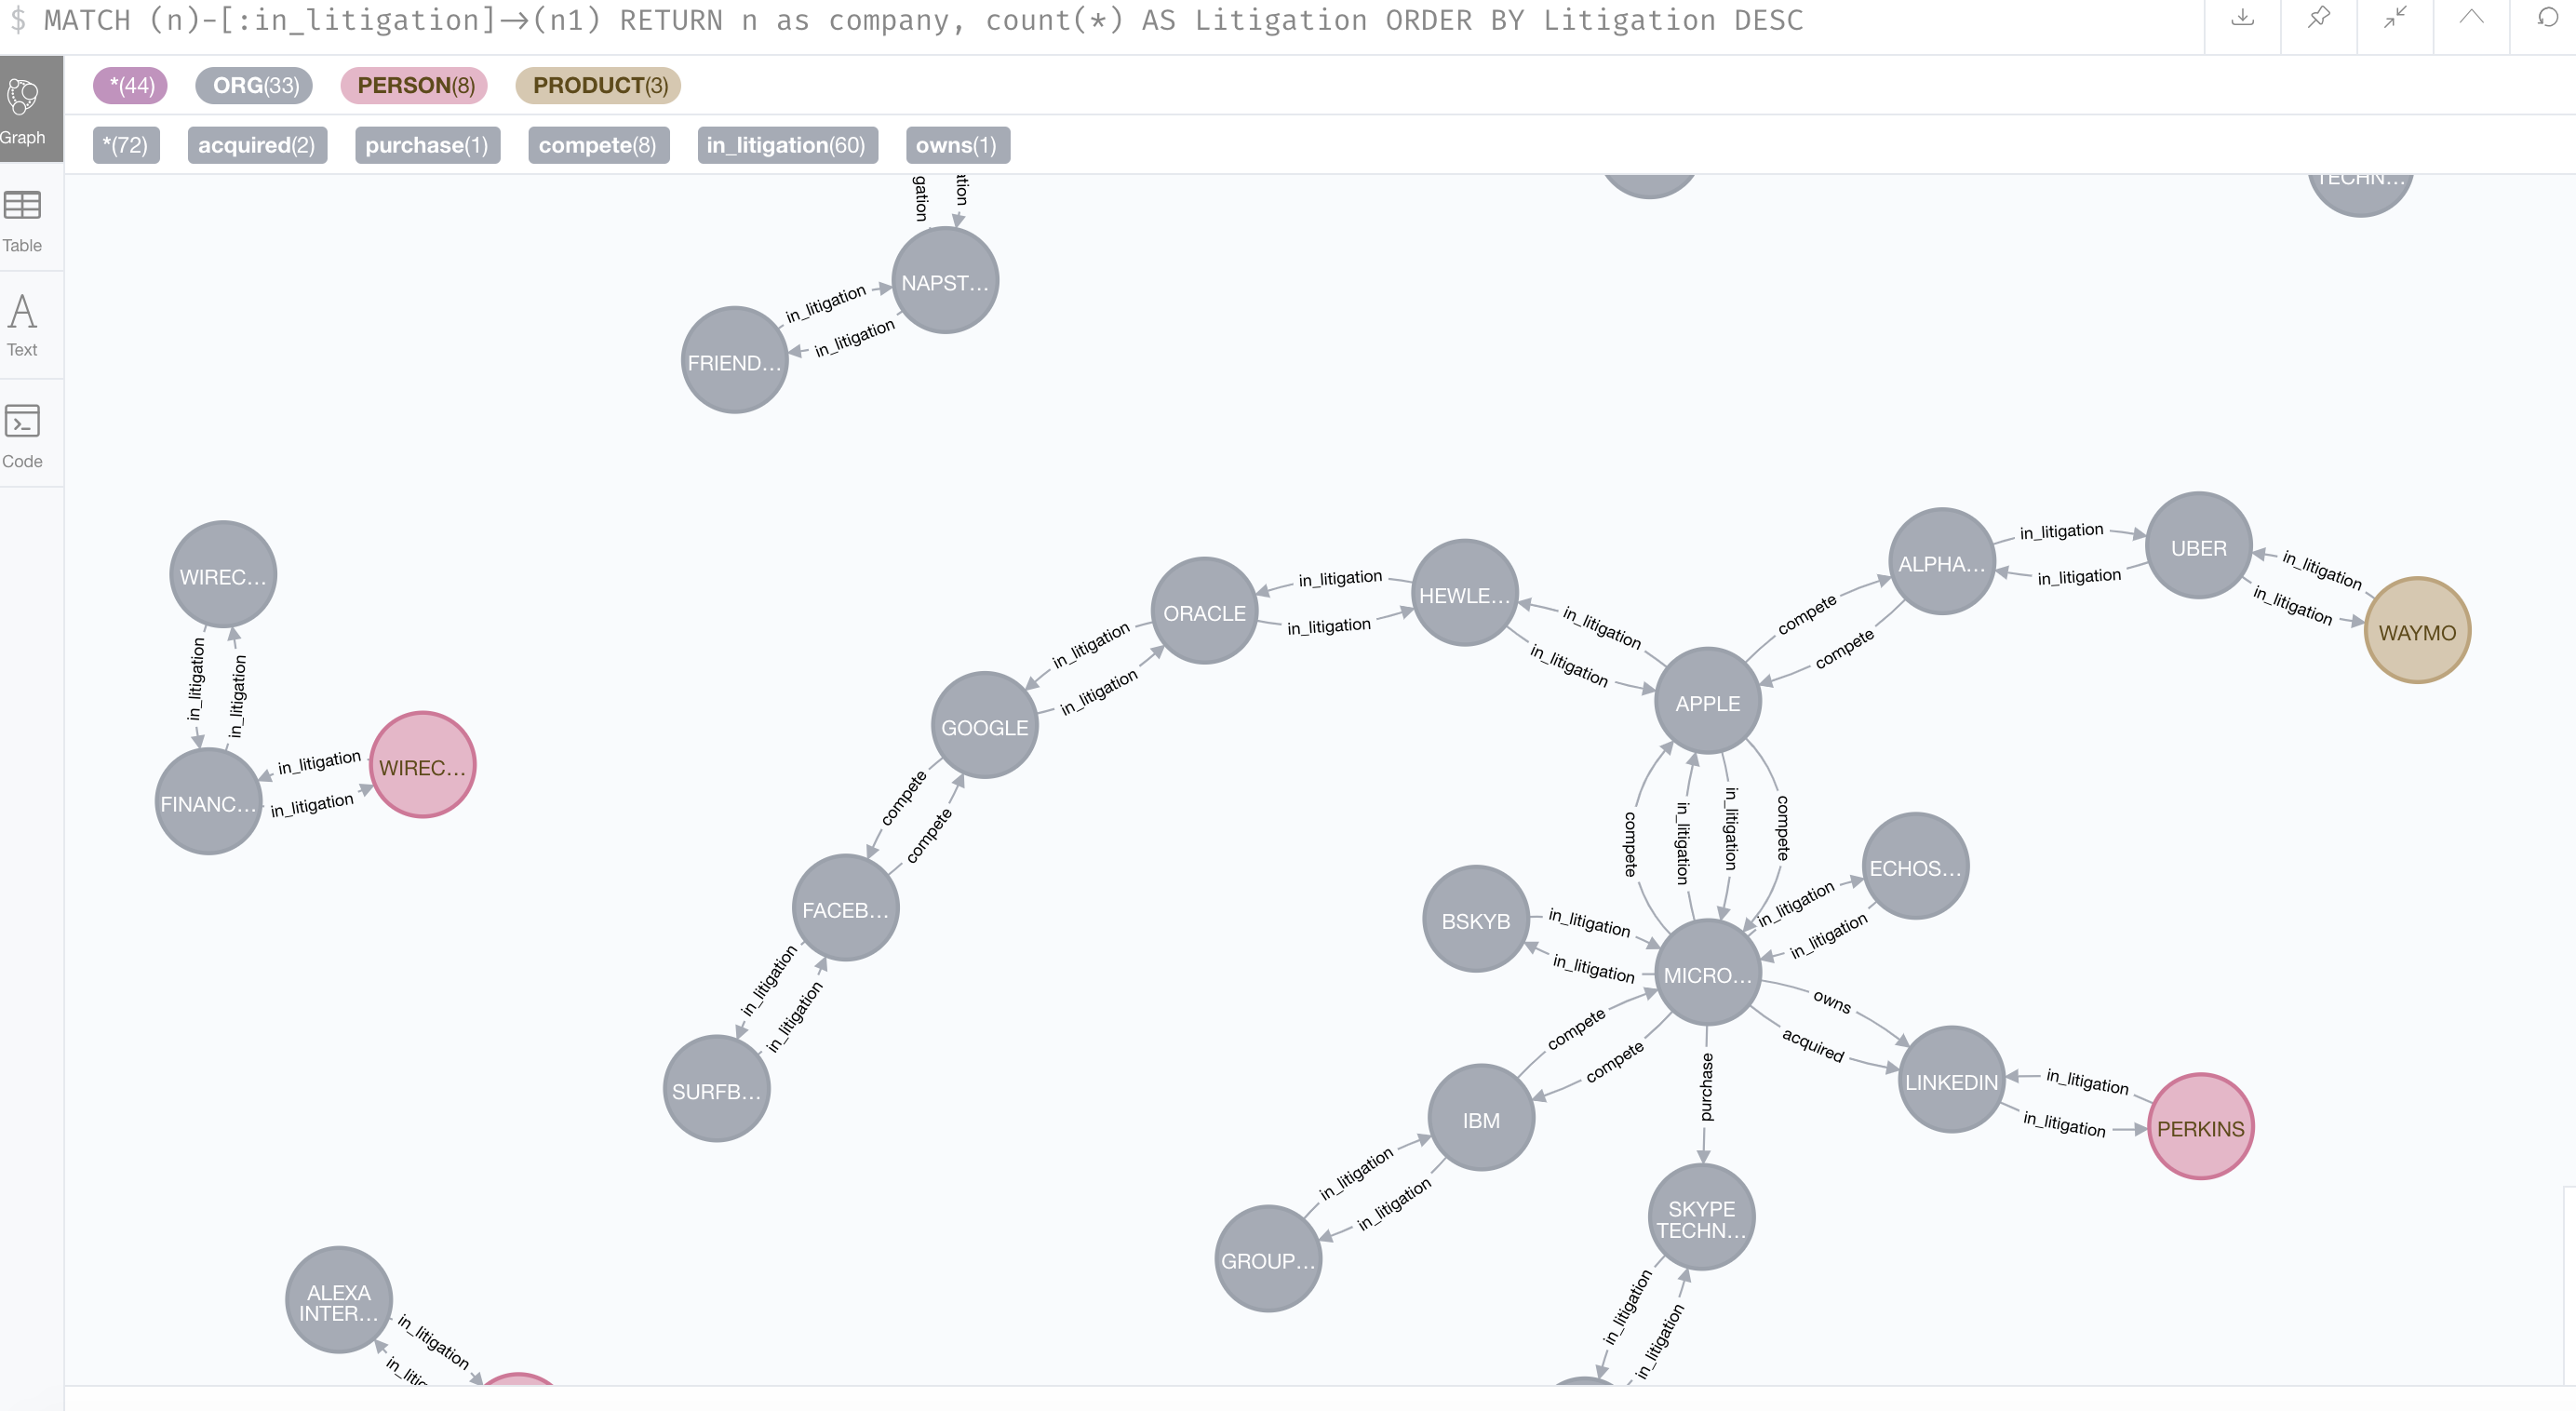 $ MATCH (n)-[:in_litigation]→(n1) RETURN n as company, count(*) AS Litigation ORDER BY Litigation DESC
*(44) ORG(33) PERSON(8) PRODUCT(3)
*(72) acquired(2) purchase(1) compete(8) in_litigation(60) owns(1)
Graph
Table
Text
Code
gation
ation
TECHN...
NAPST...
in_litigation
in_litigation
FRIEND...
WIREC...
in_litigation
in_litigation
FINANC...
in_litigation
in_litigation
WIREC...
ORACLE
in_litigation
in_litigation
HEWLE...
in_litigation
in_litigation
GOOGLE
in_litigation
in_litigation
APPLE
compete
compete
ALPHA...
in_litigation
in_litigation
UBER
in_litigation
in_litigation
WAYMO
compete
compete
FACEB...
in_litigation
in_litigation
SURFB...
compete
in_litigation
in_litigation
compete
ECHOS...
in_litigation
in_litigation
BSKYB
in_litigation
in_litigation
MICRO...
owns
acquired
LINKEDIN
in_litigation
in_litigation
PERKINS
compete
compete
IBM
purchase
in_litigation
in_litigation
GROUP...
SKYPE
TECHN...
in_litigation
in_litigation
ALEXA
INTER...
in_litigation
in_litig